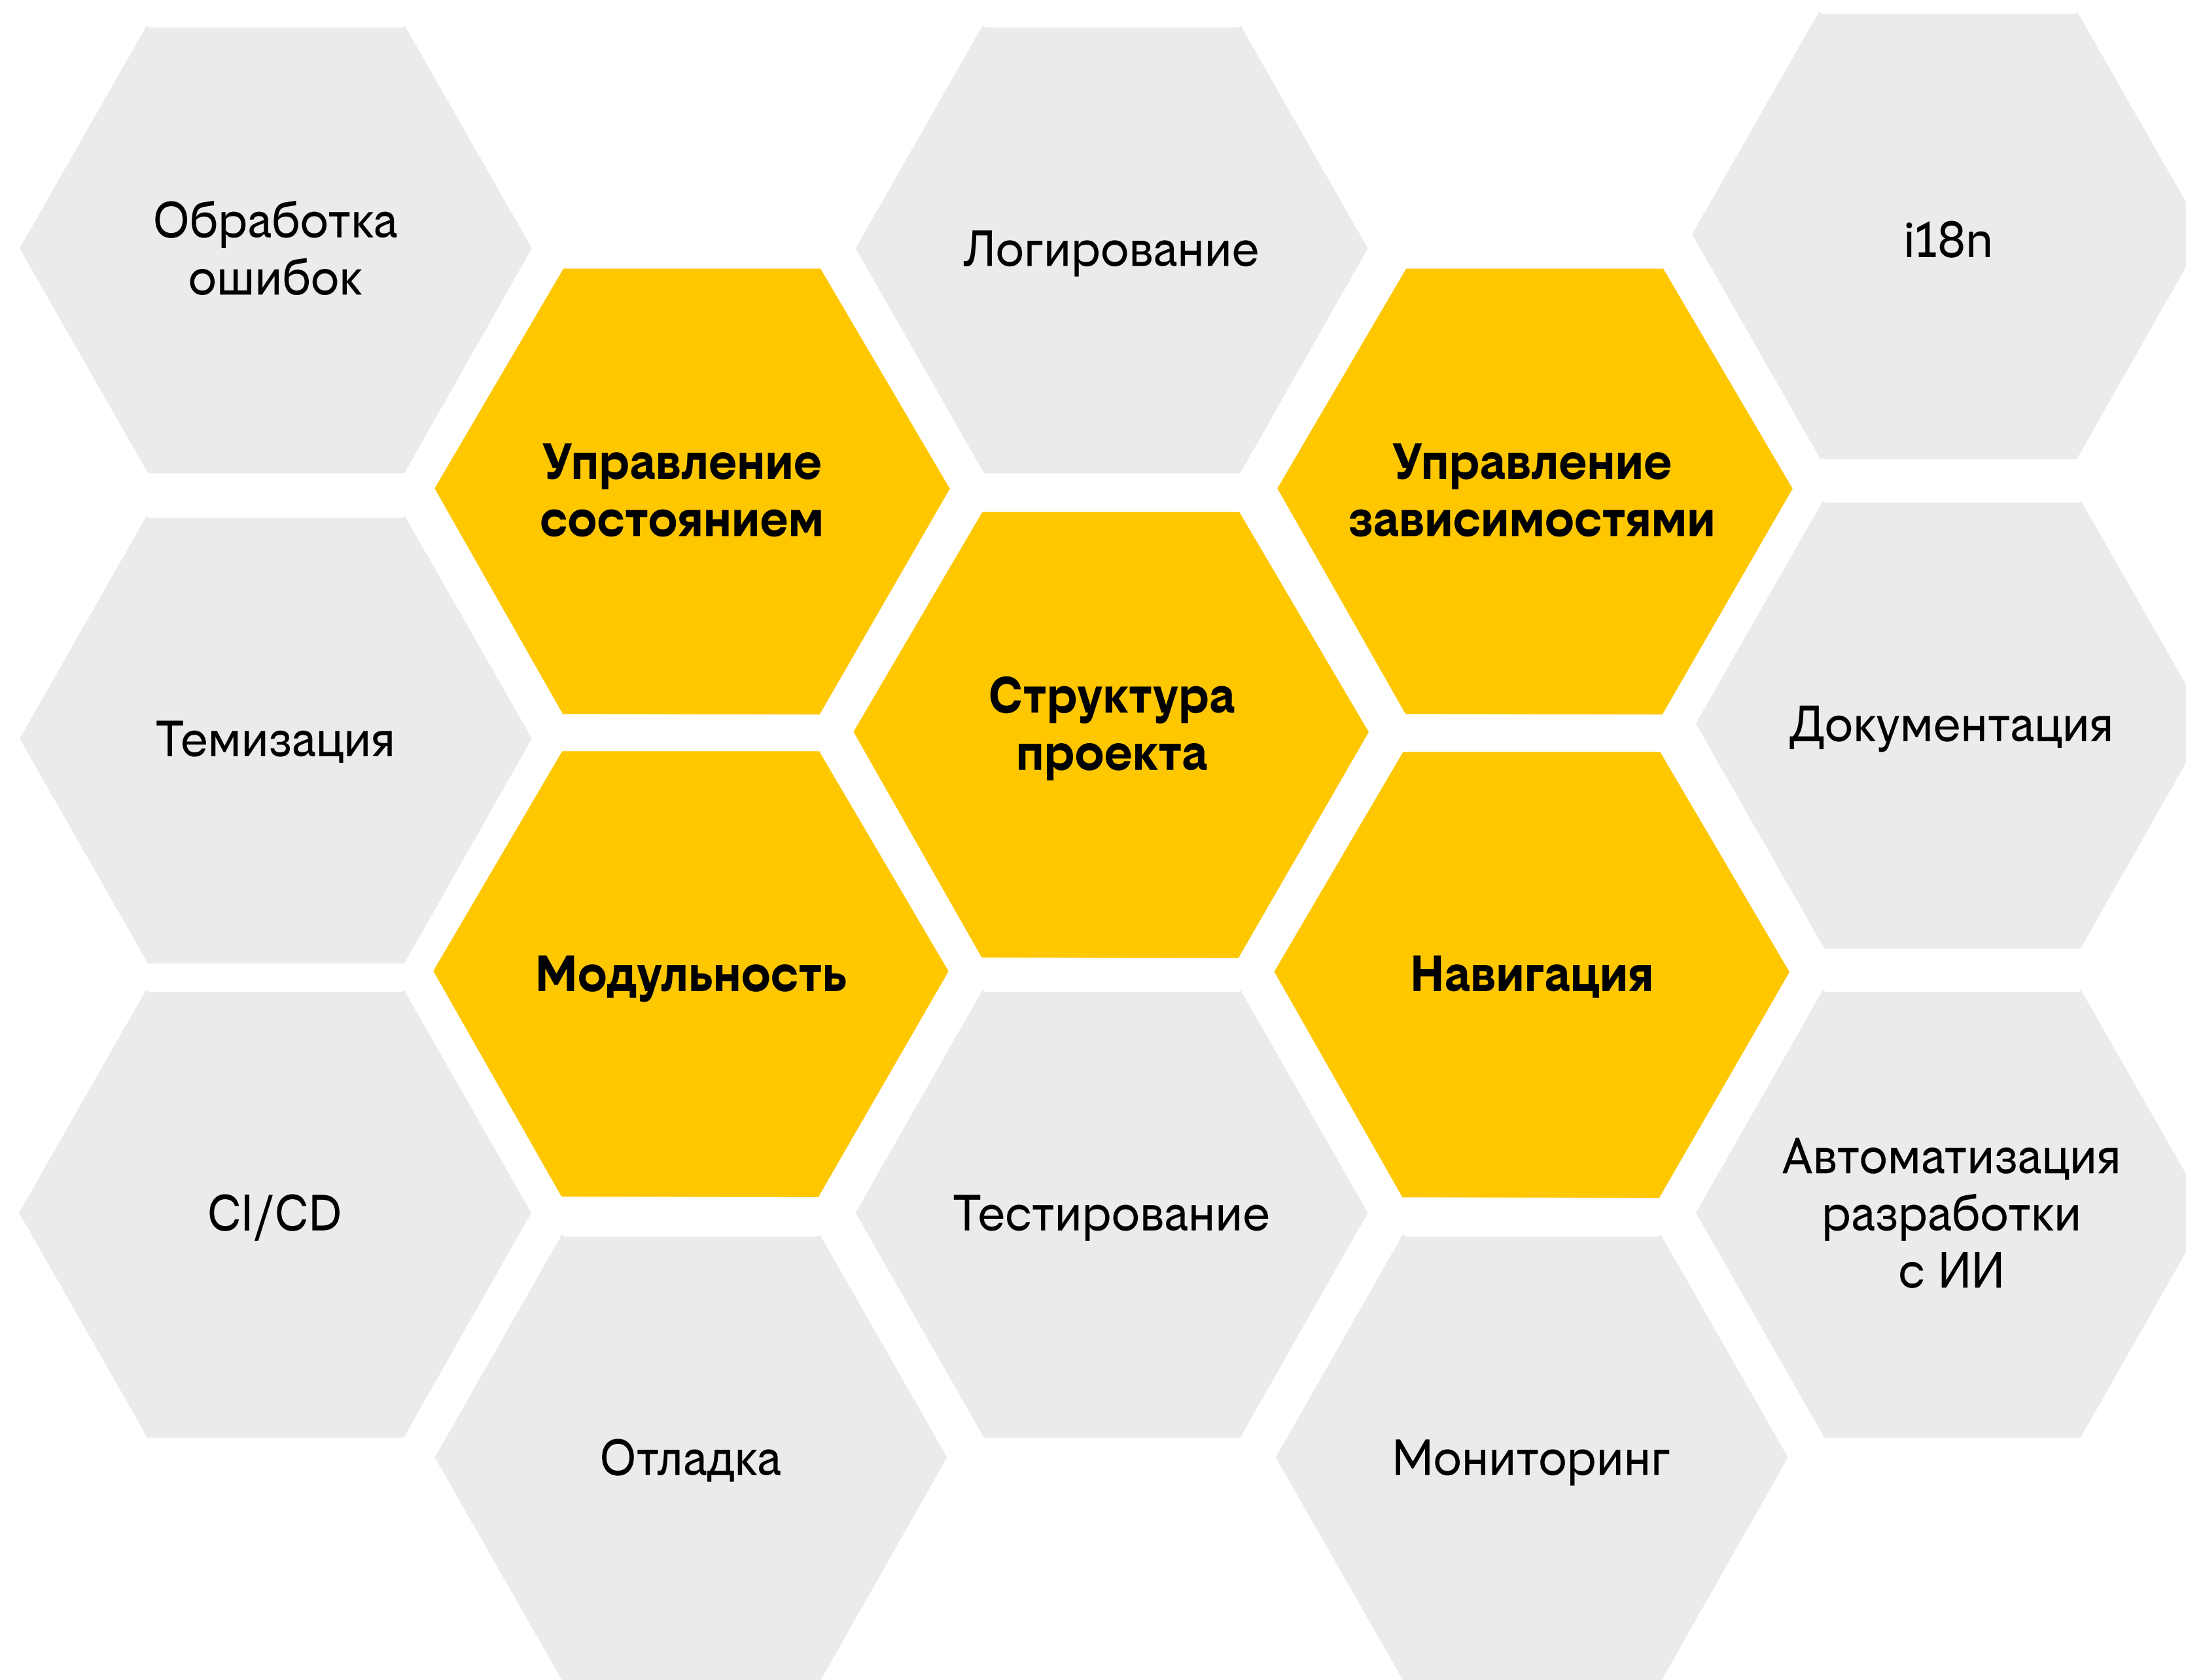 Обработка
ошибок
Логирование
i18n
Управление
состоянием
Управление
зависимостями
Структура
проекта
Темизация
Документация
Модульность
Навигация
CI/CD
Тестирование
Автоматизация
разработки
с ИИ
Отладка
Мониторинг